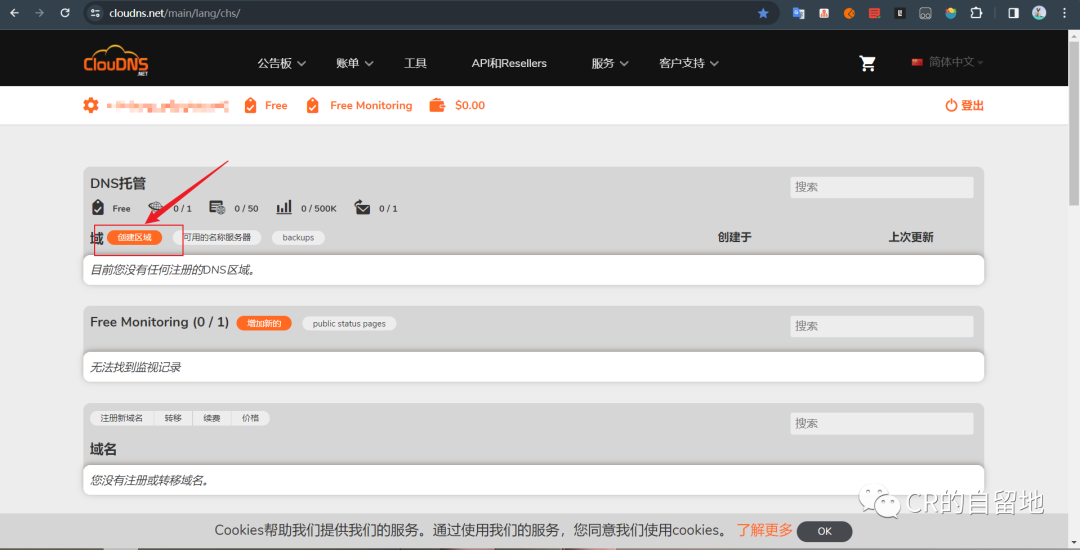 cloudns.net/main/lang/chs/
ClouDNS
.NET
公告板 账单 工具 API和Resellers 服务 客户支持 简体中文
Free Free Monitoring $0.00 登出
DNS托管 搜索
Free 0 / 1 0 / 50 0 / 500K 0 / 1
域 创建区域 可用的名称服务器 backups 创建于 上次更新
目前您没有任何注册的DNS区域。
Free Monitoring (0 / 1) 增加新的 public status pages 搜索
无法找到监视记录
注册新域名 转移 续费 价格 搜索
域名
您没有注册或转移域名。
CR的自留地
Cookies帮助我们提供我们的服务。通过使用我们的服务，您同意我们使用cookies。 了解更多 OK